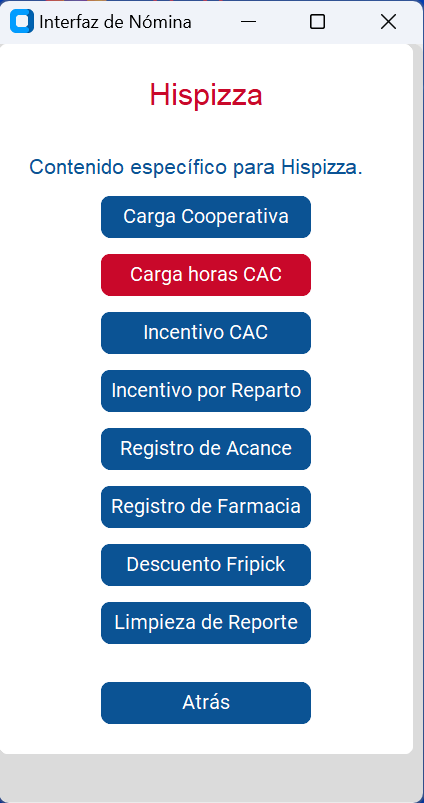 Interfaz de Nómina
Hispizza
Contenido específico para Hispizza.
Carga Cooperativa
Carga horas CAC
Incentivo CAC
Incentivo por Reparto
Registro de Acance
Registro de Farmacia
Descuento Fripick
Limpieza de Reporte
Atrás